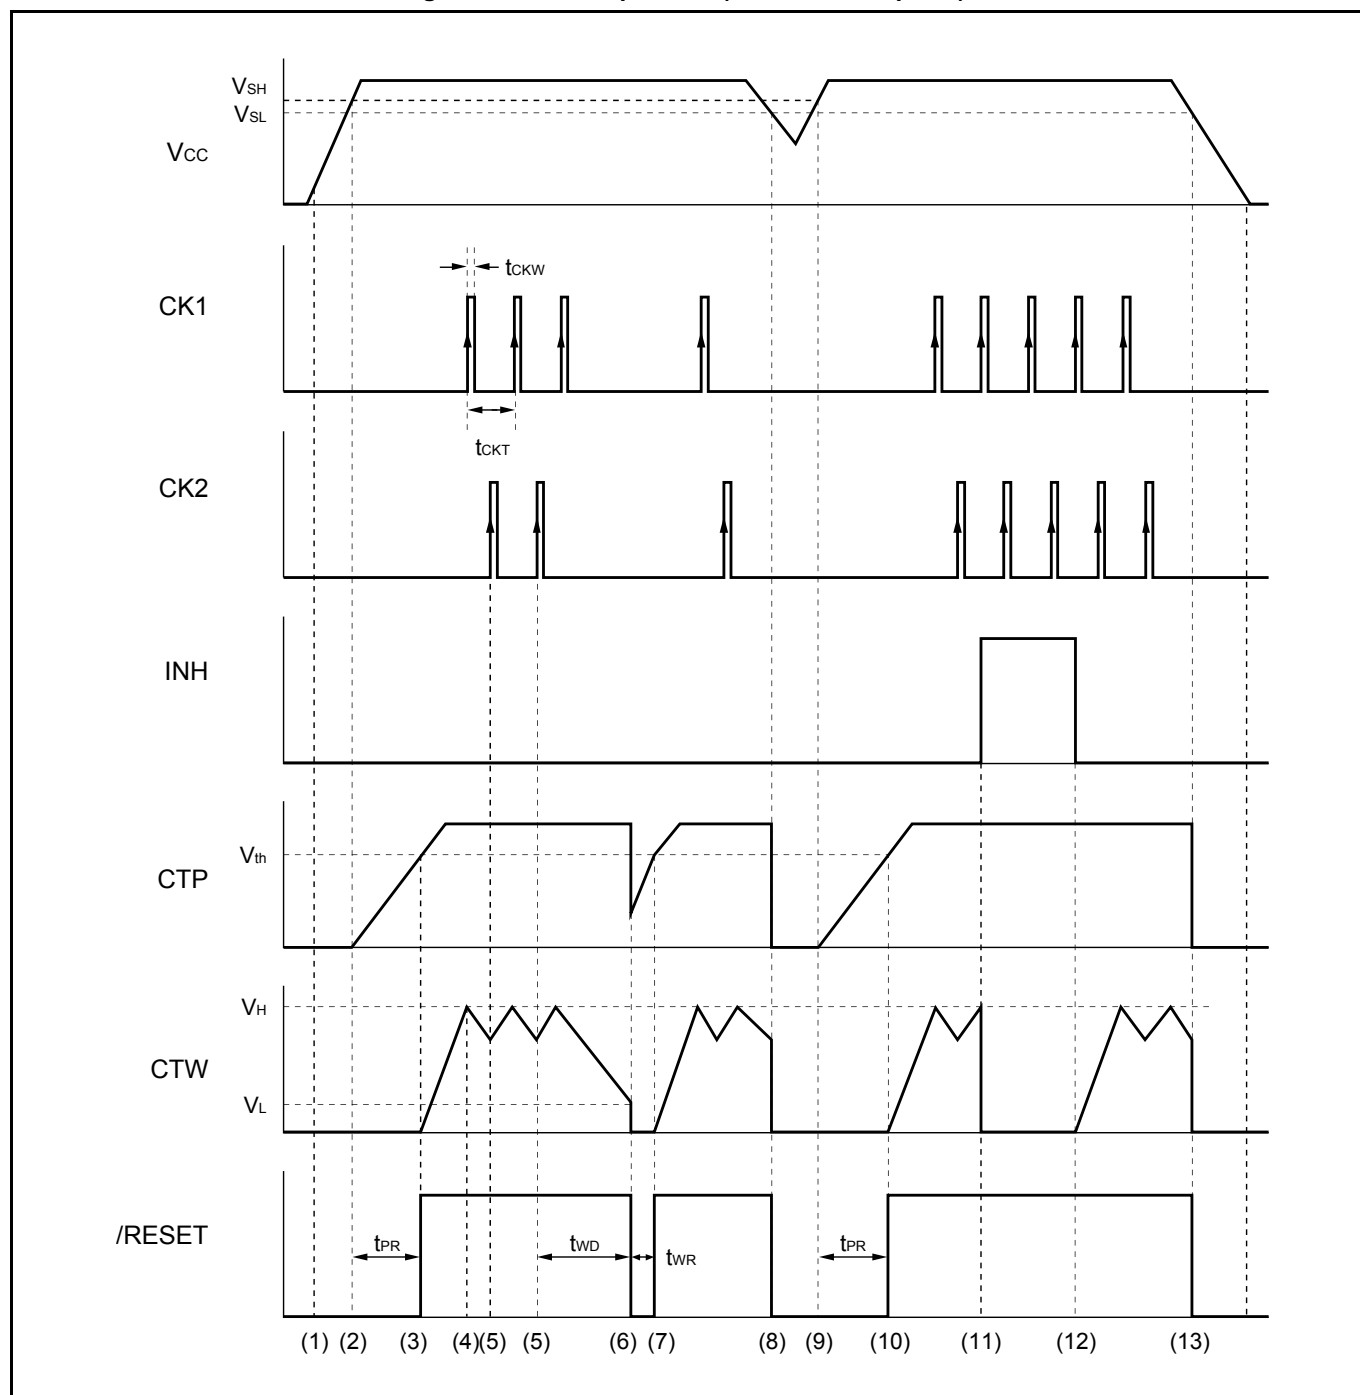 VSH
VSL
VCC
tCKW
CK1
tCKT
CK2
INH
Vth
CTP
VH
CTW
VL
/RESET
tPR
tWD
tWR
tPR
(1) (2) (3) (4)(5) (5) (6) (7) (8) (9) (10) (11) (12) (13)